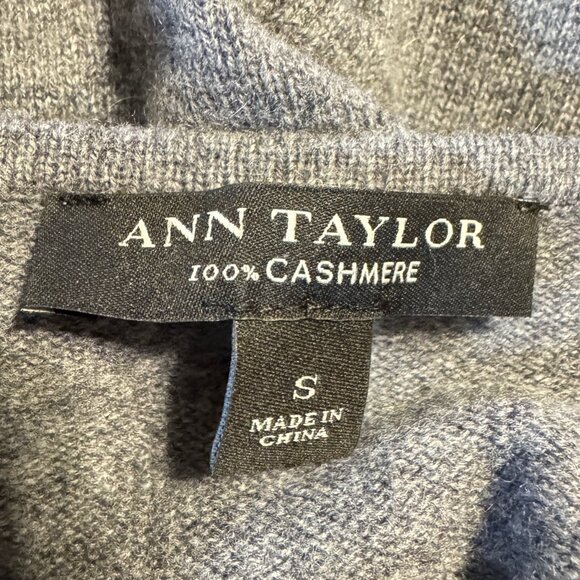 ANN TAYLOR
100% CASHMERE
S
MADE IN
CHINA